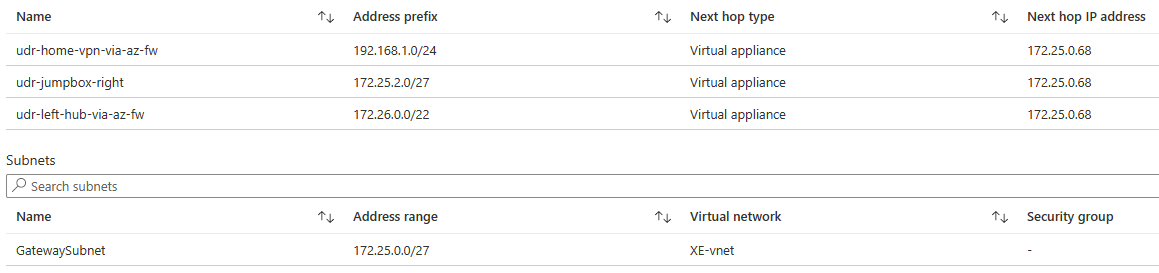 Name Address prefix Next hop type Next hop IP address
udr-home-vpn-via-az-fw 192.168.1.0/24 Virtual appliance 172.25.0.68
udr-jumpbox-right 172.25.2.0/27 Virtual appliance 172.25.0.68
udr-left-hub-via-az-fw 172.26.0.0/22 Virtual appliance 172.25.0.68
Subnets
Search subnets
Name Address range Virtual network Security group
GatewaySubnet 172.25.0.0/27 XE-vnet -